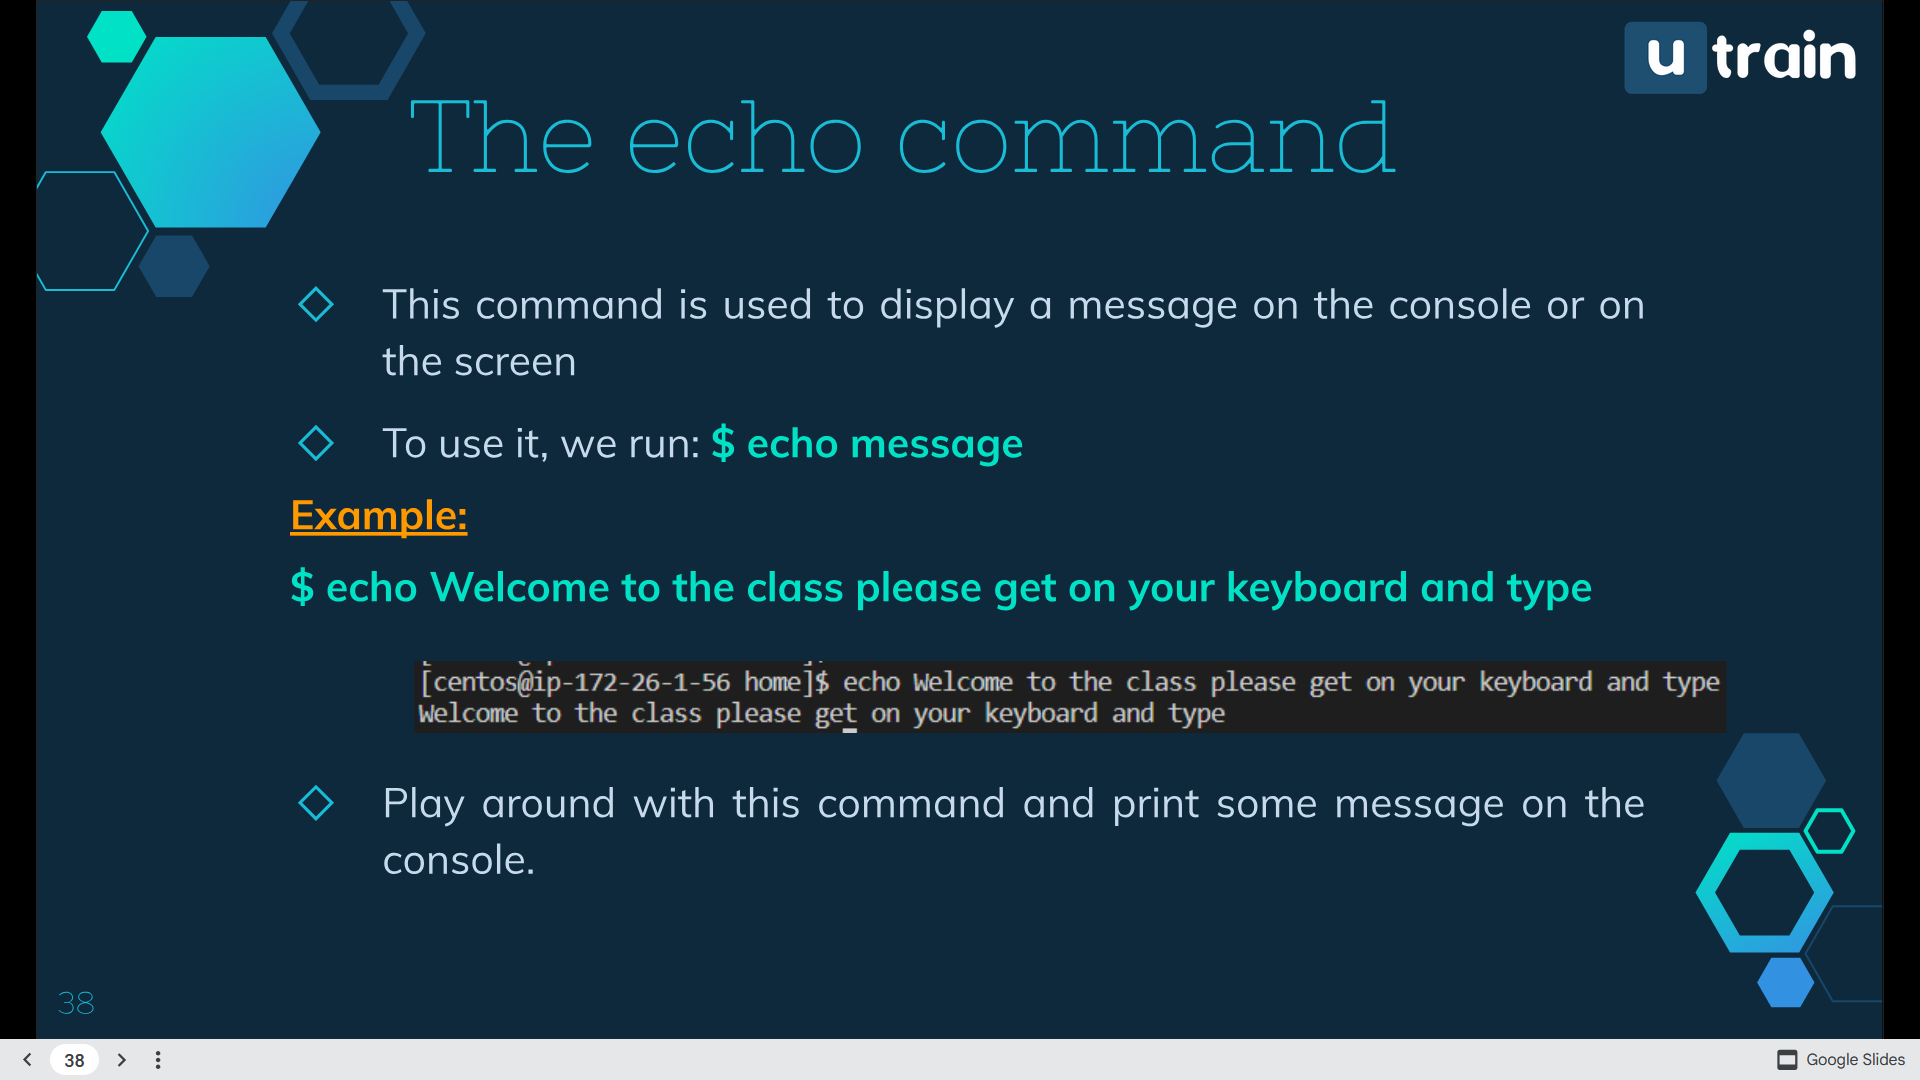 u train
The echo command
This command is used to display a message on the console or on
the screen
To use it, we run: $ echo message
Example:
$ echo Welcome to the class please get on your keyboard and type
[centos@ip-172-26-1-56 home]$ echo Welcome to the class please get on your keyboard and type
Welcome to the class please get on your keyboard and type
Play around with this command and print some message on the
console.
38
38
Google Slides